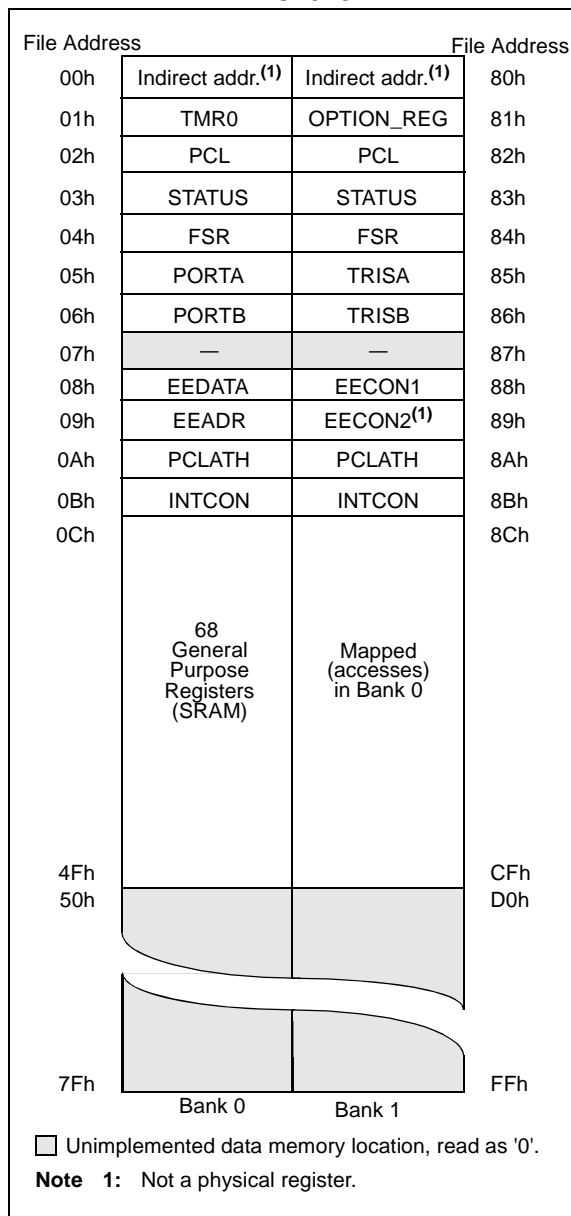 File Address File Address
00h Indirect addr.(1) Indirect addr.(1) 80h
01h TMR0 OPTION_REG 81h
02h PCL PCL 82h
03h STATUS STATUS 83h
04h FSR FSR 84h
05h PORTA TRISA 85h
06h PORTB TRISB 86h
07h — — 87h
08h EEDATA EECON1 88h
09h EEADR EECON2(1) 89h
0Ah PCLATH PCLATH 8Ah
0Bh INTCON INTCON 8Bh
0Ch 8Ch
68
General
Purpose
Registers
(SRAM)
Mapped
(accesses)
in Bank 0
4Fh CFh
50h D0h
7Fh FFh
Bank 0 Bank 1
Unimplemented data memory location, read as '0'.
Note 1: Not a physical register.